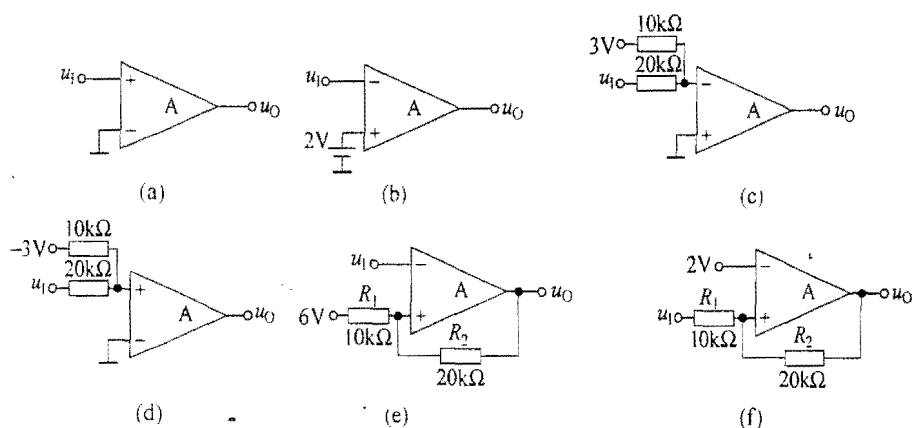 10kΩ
3V
20kΩ
u_I
+
A
u_O
−
(a)
u_I
−
A
u_O
+
2V
(b)
u_I
−
A
u_O
+
(c)
10kΩ
−3V
20kΩ
u_I
+
A
u_O
−
(d)
u_I
−
A
u_O
R_1
6V
+
10kΩ
R_2
20kΩ
(e)
2V
−
A
u_O
R_1
u_I
+
10kΩ
R_2
20kΩ
(f)